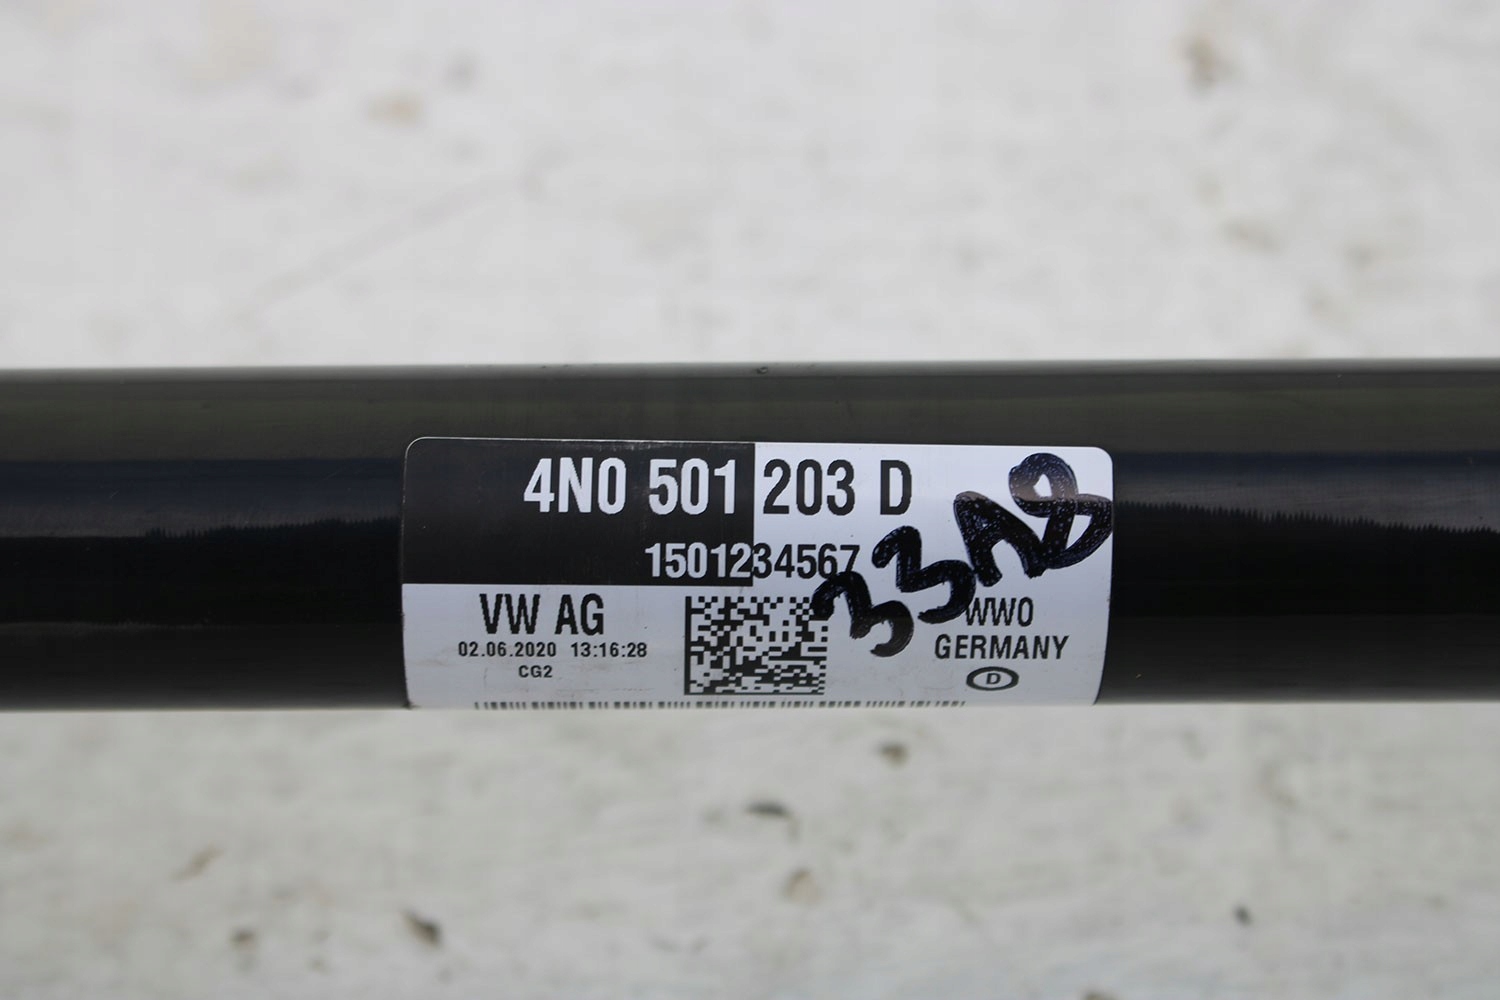 4N0 501 203 D
1501234567
33A8
VW AG
02.06.2020 13:16:28
CG2
WWO
GERMANY
D